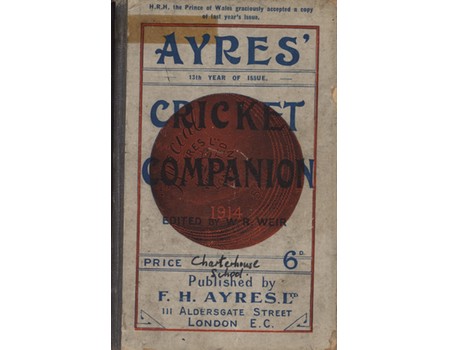 H.R.H. the Prince of Wales graciously accepted a copy
of last year's issue.
AYRES'
13th YEAR OF ISSUE.
CRICKET
COMPANION
1914
EDITED BY W. R. WEIR
PRICE Charterhouse School. 6D.
Published by
F. H. AYRES, LTD
111 ALDERSGATE STREET
LONDON E.C.